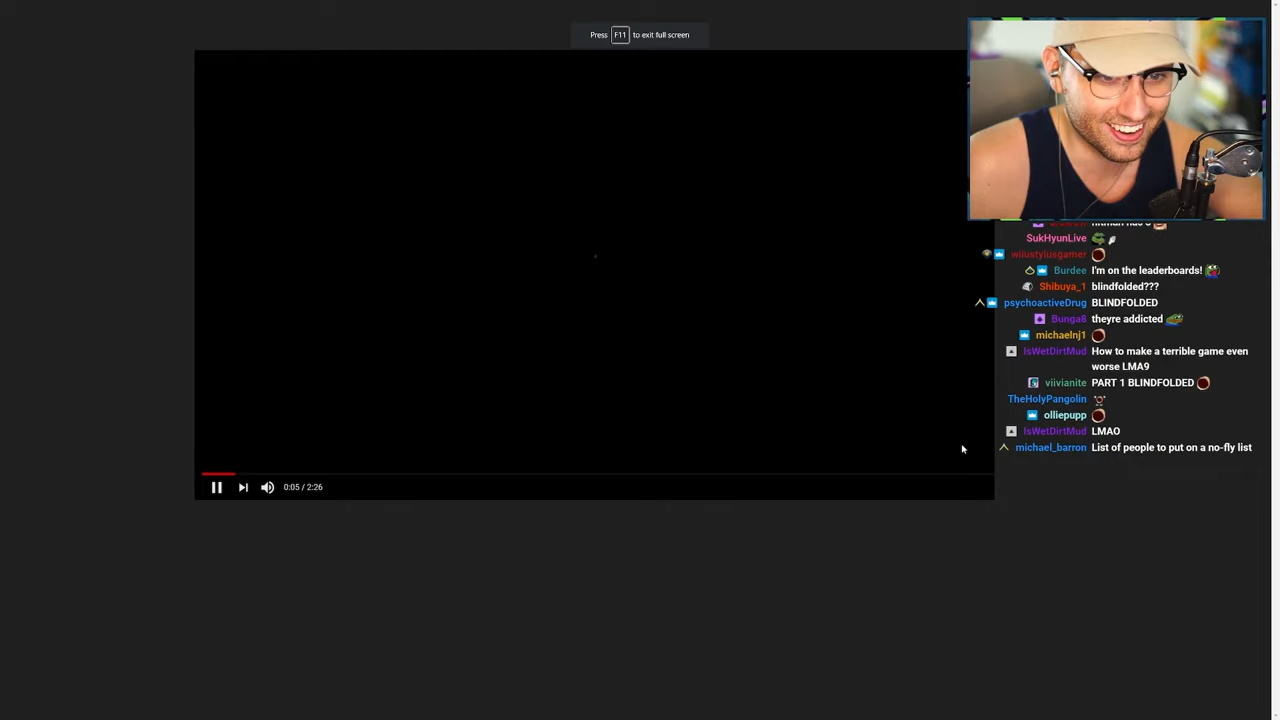 Press F11 to exit full screen
SukHyunLive
wiiustyiusgamer
Burdee I'm on the leaderboards!
Shibuya_1 blindfolded???
psychoactiveDrug BLINDFOLDED
Bunga8 theyre addicted
michaelnj1
IsWetDirtMud How to make a terrible game even
worse LMA9
viivianite PART 1 BLINDFOLDED
TheHolyPangolin
olliepupp
IsWetDirtMud LMAO
michael_barron List of people to put on a no-fly list
0:05 / 2:26